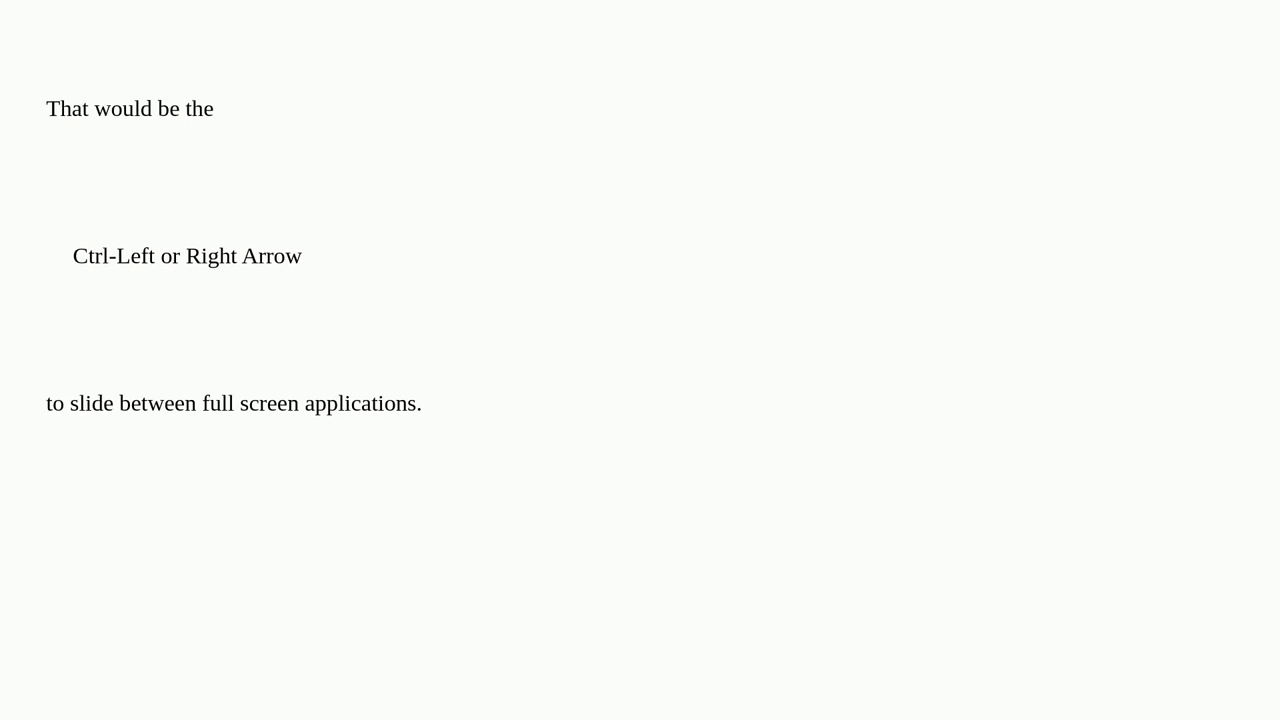 That would be the
Ctrl-Left or Right Arrow
to slide between full screen applications.